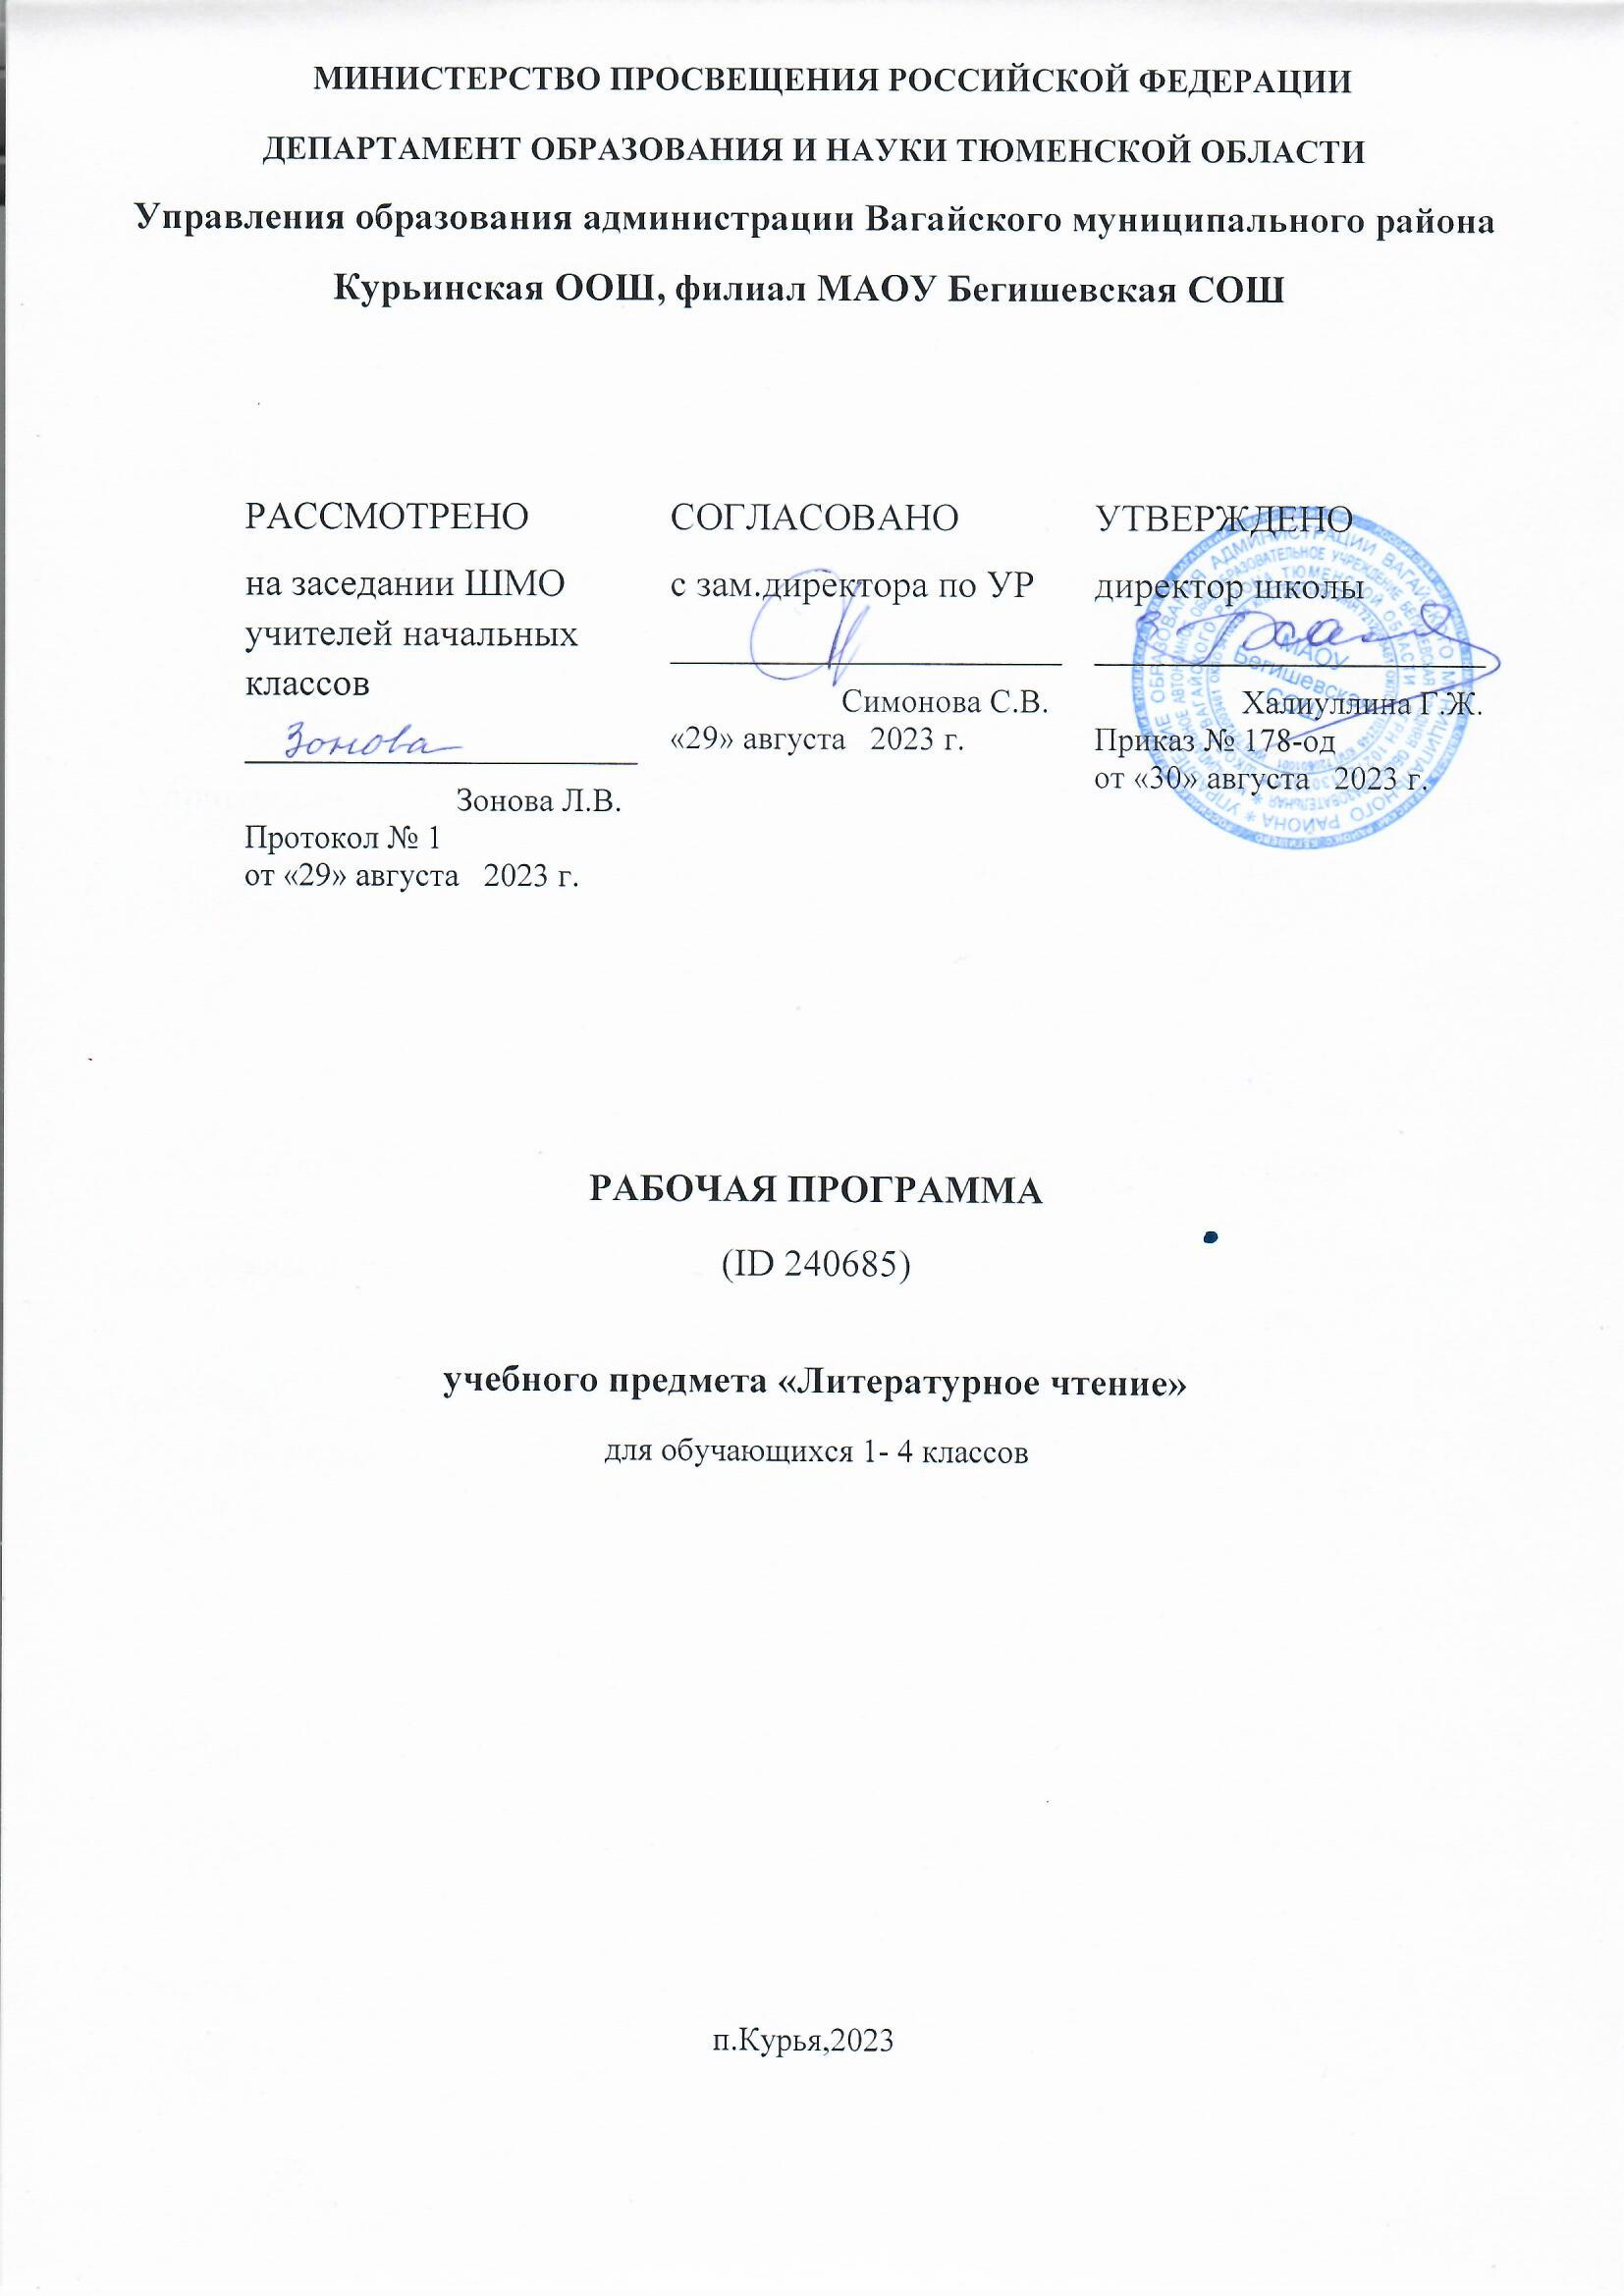 МИНИСТЕРСТВО ПРОСВЕЩЕНИЯ РОССИЙСКОЙ ФЕДЕРАЦИИ
ДЕПАРТАМЕНТ ОБРАЗОВАНИЯ И НАУКИ ТЮМЕНСКОЙ ОБЛАСТИ
Управления образования администрации Вагайского муниципального района
Курьинская ООШ, филиал МАОУ Бегишевская СОШ
РАССМОТРЕНО
на заседании ШМО
учителей начальных
классов
Зонова
Зонова Л.В.
Протокол № 1
от «29» августа 2023 г.
СОГЛАСОВАНО
с зам.директора по УР
Симонова С.В.
«29» августа 2023 г.
УТВЕРЖДЕНО
директор школы
Халиуллина Г.Ж.
Приказ № 178-од
от «30» августа 2023 г.
МАОУ
Бегишевская
СОШ
РАБОЧАЯ ПРОГРАММА
(ID 240685)
учебного предмета «Литературное чтение»
для обучающихся 1- 4 классов
п.Курья,2023